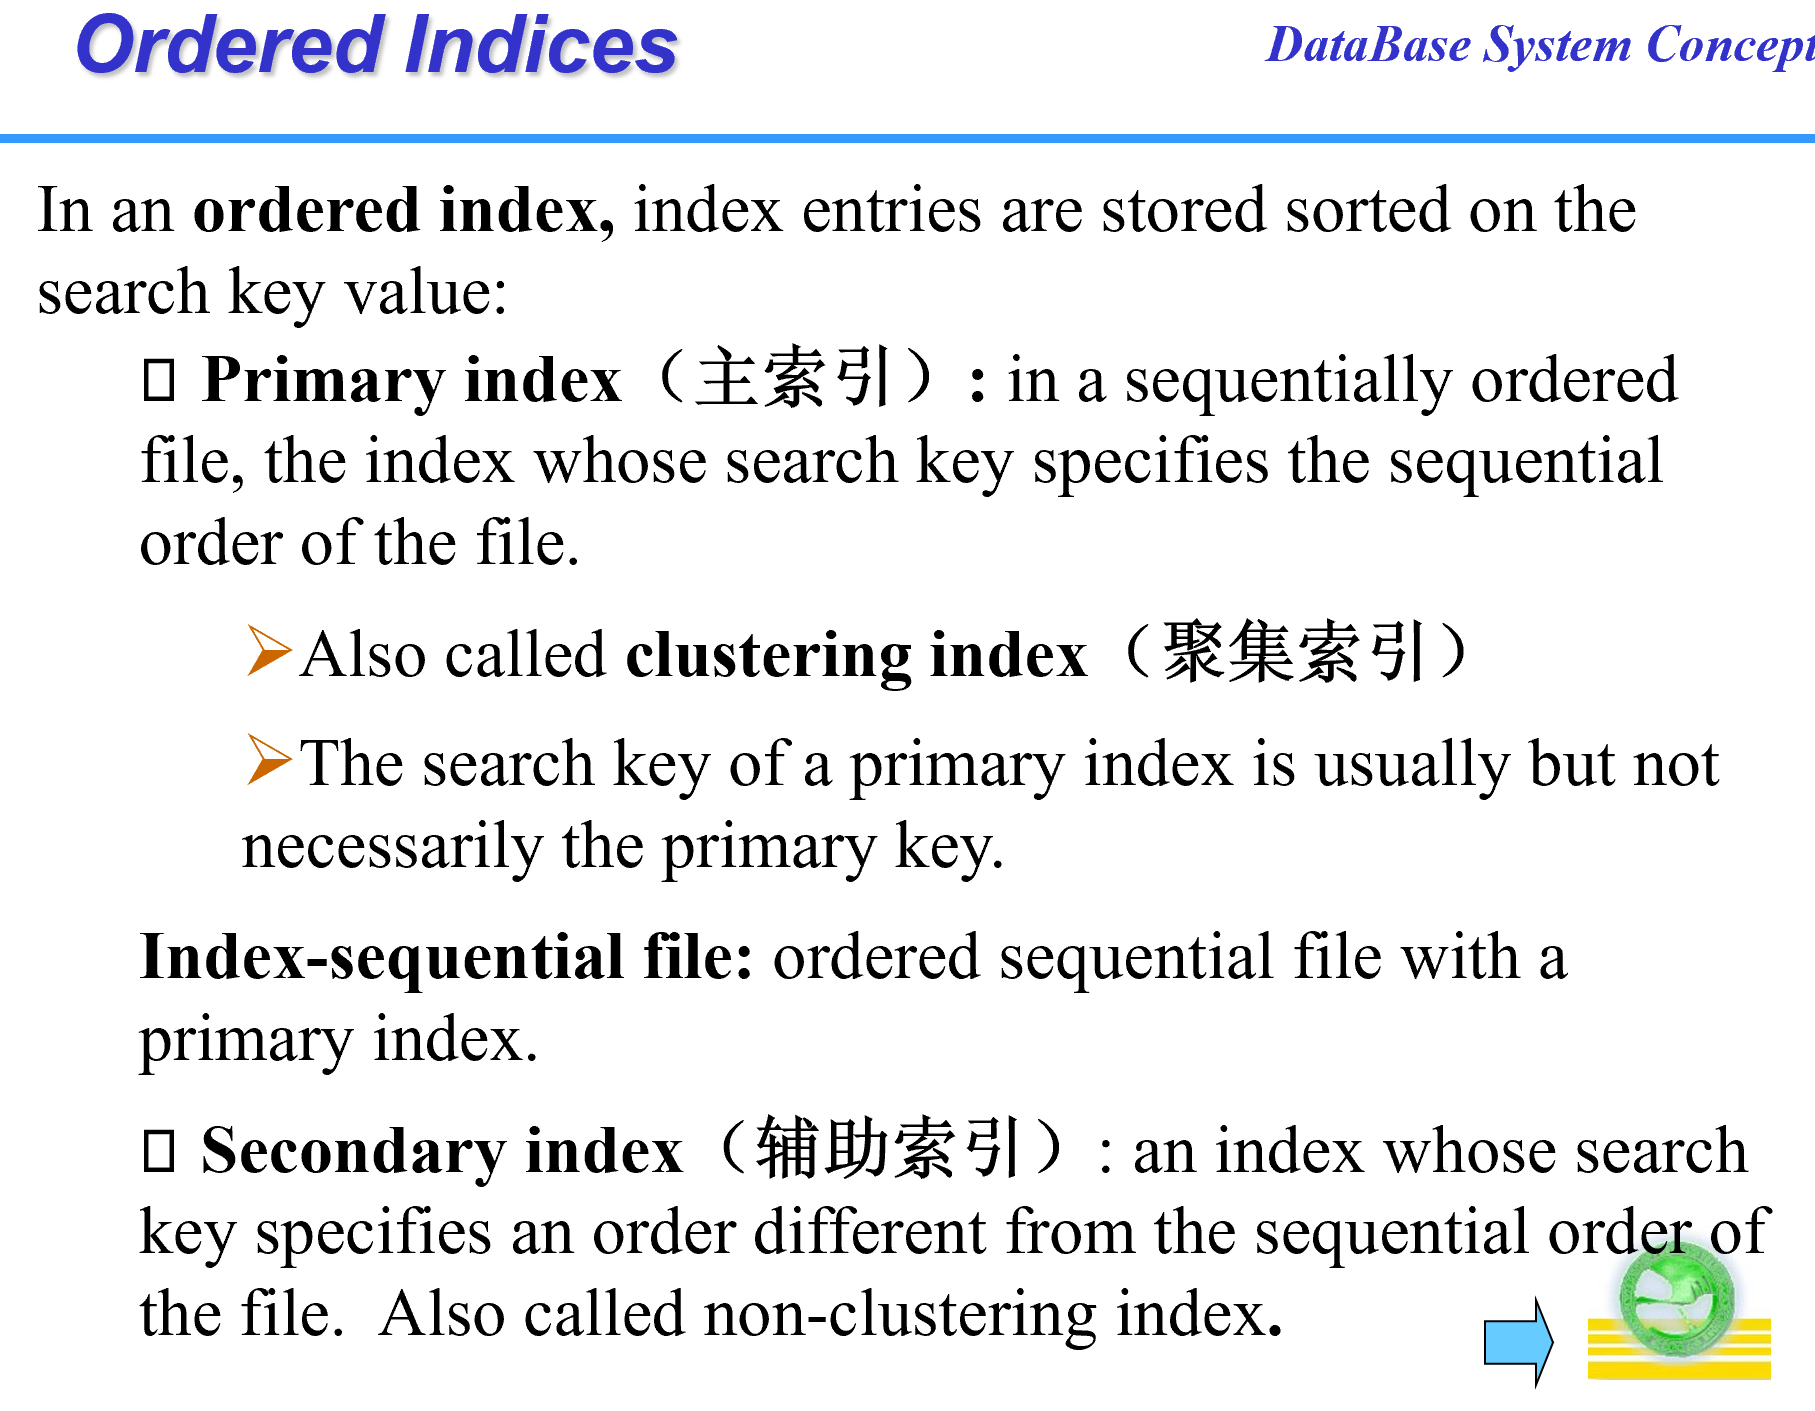 Ordered Indices
DataBase System Concept
In an ordered index, index entries are stored sorted on the
search key value:
Primary index（主索引）: in a sequentially ordered
file, the index whose search key specifies the sequential
order of the file.
Also called clustering index（聚集索引）
The search key of a primary index is usually but not
necessarily the primary key.
Index-sequential file: ordered sequential file with a
primary index.
Secondary index（辅助索引）: an index whose search
key specifies an order different from the sequential order of
the file.  Also called non-clustering index.